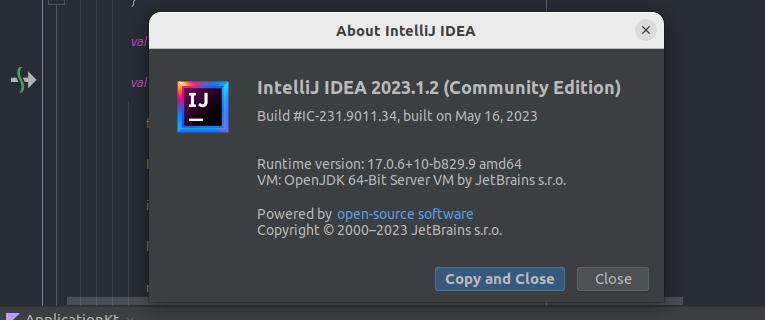 About IntelliJ IDEA
val
val
IJ
IntelliJ IDEA 2023.1.2 (Community Edition)
Build #IC-231.9011.34, built on May 16, 2023
Runtime version: 17.0.6+10-b829.9 amd64
VM: OpenJDK 64-Bit Server VM by JetBrains s.r.o.
Powered by open-source software
Copyright © 2000–2023 JetBrains s.r.o.
Copy and Close
Close
ApplicationKt